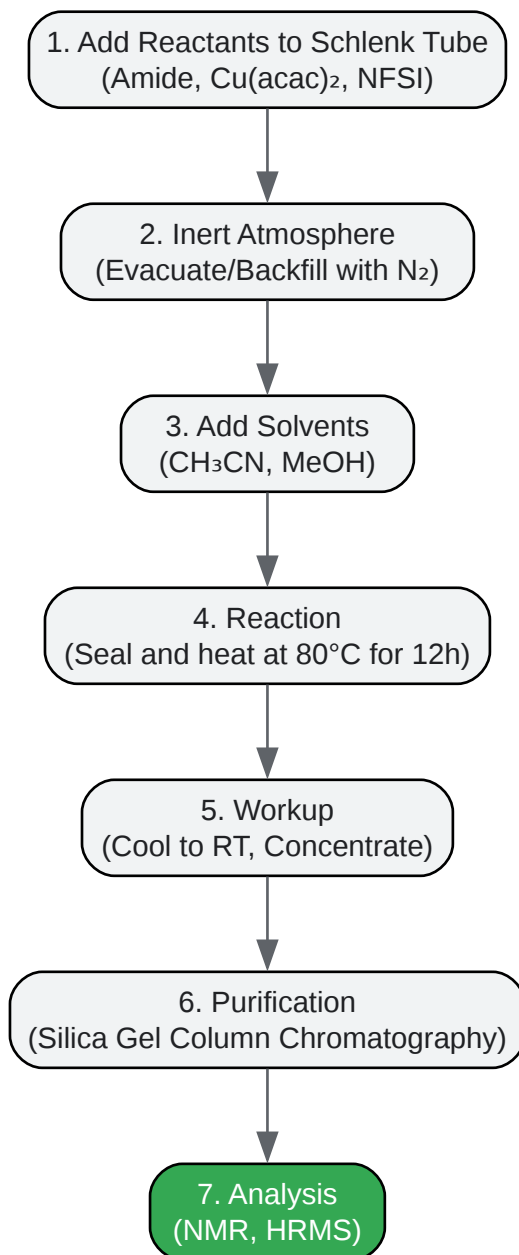 1. Add Reactants to Schlenk Tube
(Amide, Cu(acac)₂, NFSI)
2. Inert Atmosphere
(Evacuate/Backfill with N₂)
3. Add Solvents
(CH₃CN, MeOH)
4. Reaction
(Seal and heat at 80°C for 12h)
5. Workup
(Cool to RT, Concentrate)
6. Purification
(Silica Gel Column Chromatography)
7. Analysis
(NMR, HRMS)